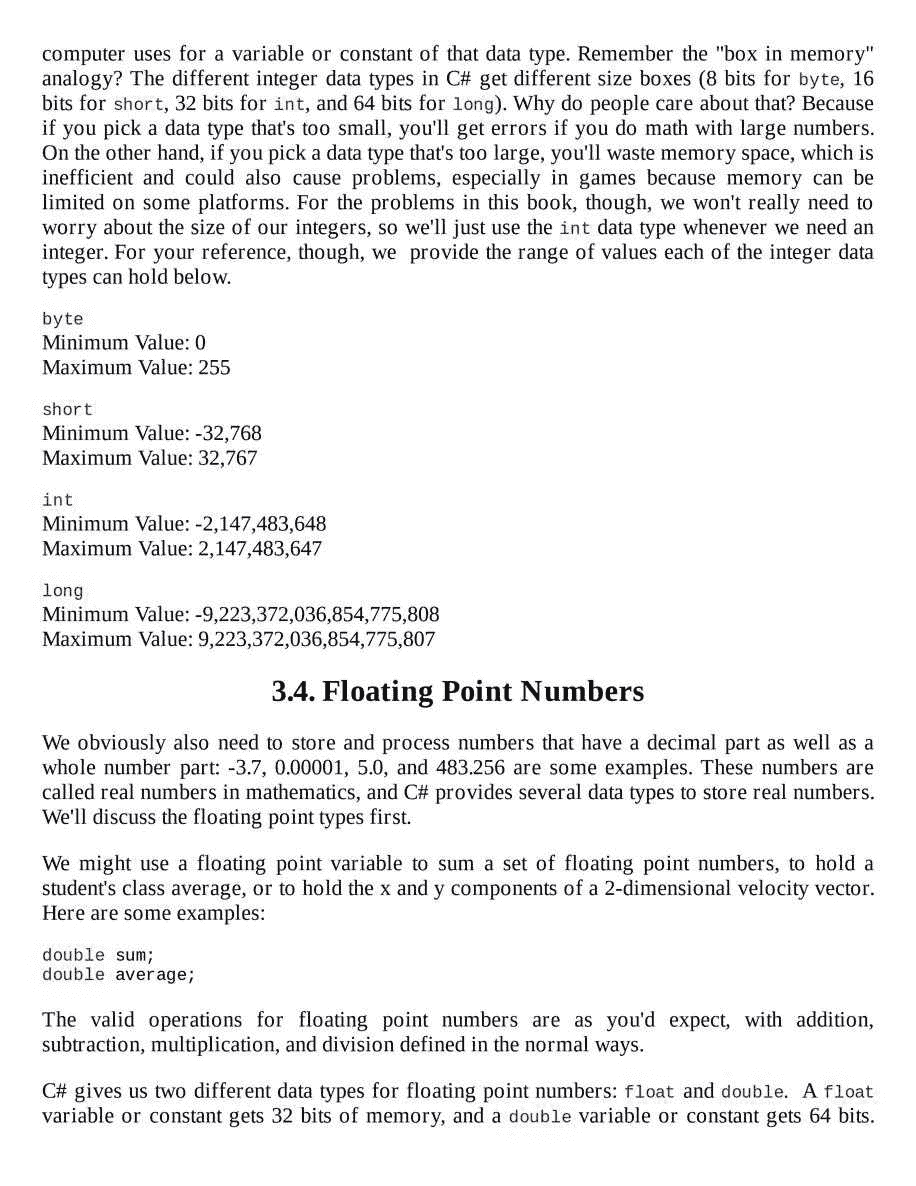 computer uses for a variable or constant of that data type. Remember the "box in memory"
analogy? The different integer data types in C# get different size boxes (8 bits for byte, 16
bits for short, 32 bits for int, and 64 bits for long). Why do people care about that? Because
if you pick a data type that's too small, you'll get errors if you do math with large numbers.
On the other hand, if you pick a data type that's too large, you'll waste memory space, which is
inefficient and could also cause problems, especially in games because memory can be
limited on some platforms. For the problems in this book, though, we won't really need to
worry about the size of our integers, so we'll just use the int data type whenever we need an
integer. For your reference, though, we provide the range of values each of the integer data
types can hold below.
byte
Minimum Value: 0
Maximum Value: 255
short
Minimum Value: -32,768
Maximum Value: 32,767
int
Minimum Value: -2,147,483,648
Maximum Value: 2,147,483,647
long
Minimum Value: -9,223,372,036,854,775,808
Maximum Value: 9,223,372,036,854,775,807
3.4. Floating Point Numbers
We obviously also need to store and process numbers that have a decimal part as well as a
whole number part: -3.7, 0.00001, 5.0, and 483.256 are some examples. These numbers are
called real numbers in mathematics, and C# provides several data types to store real numbers.
We'll discuss the floating point types first.
We might use a floating point variable to sum a set of floating point numbers, to hold a
student's class average, or to hold the x and y components of a 2-dimensional velocity vector.
Here are some examples:
double sum;
double average;
The valid operations for floating point numbers are as you'd expect, with addition,
subtraction, multiplication, and division defined in the normal ways.
C# gives us two different data types for floating point numbers: float and double. A float
variable or constant gets 32 bits of memory, and a double variable or constant gets 64 bits.